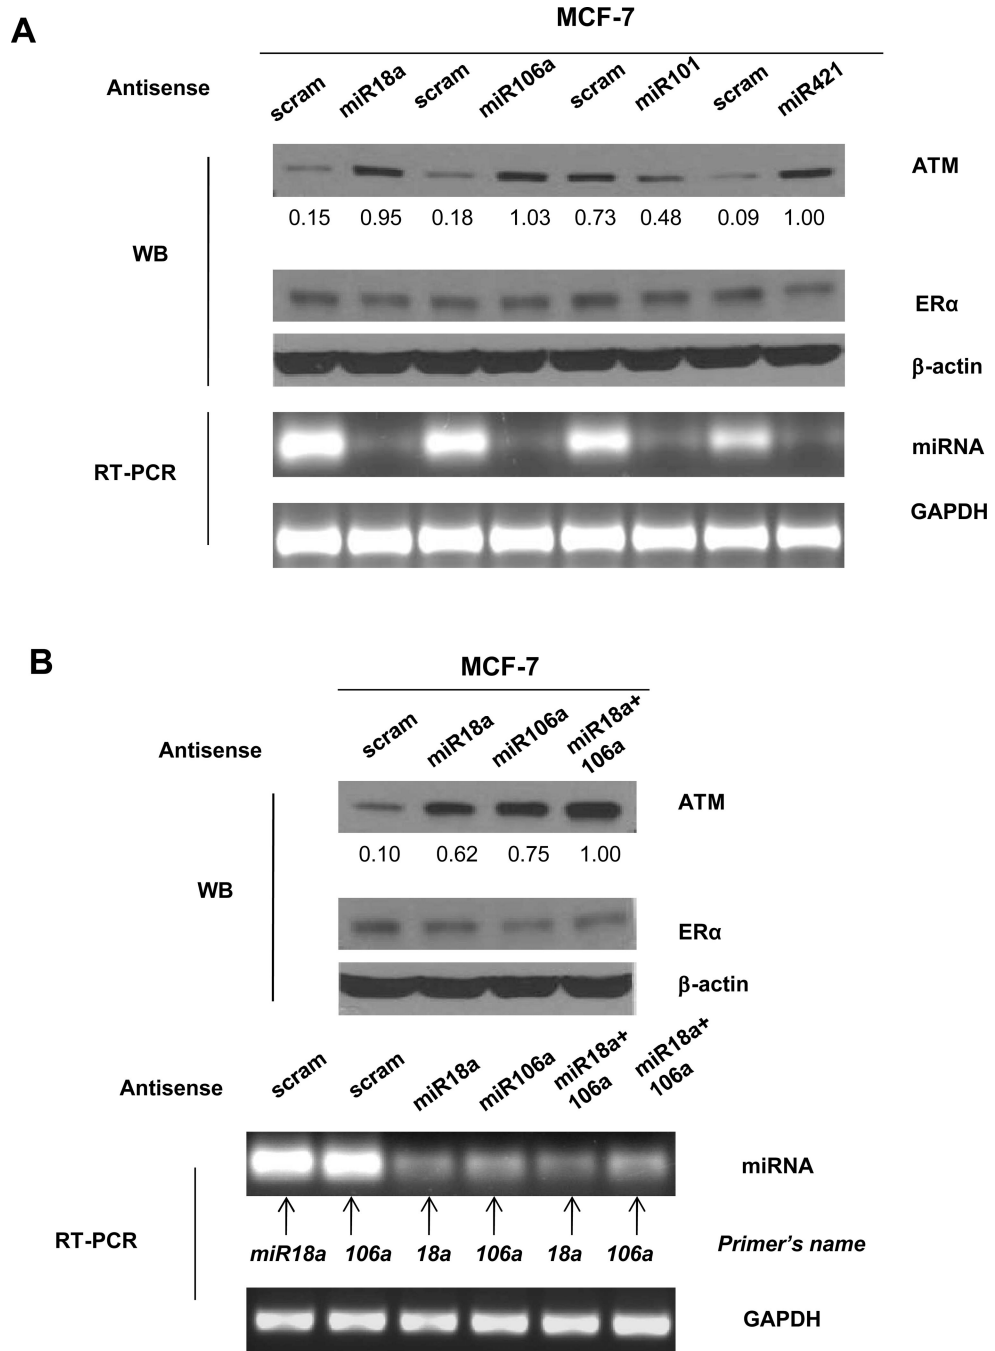 A
MCF-7
Antisense
scram miR18a scram miR106a scram miR101 scram miR421
ATM
0.15 0.95 0.18 1.03 0.73 0.48 0.09 1.00
WB
ERα
β-actin
miRNA
RT-PCR
GAPDH
B
MCF-7
Antisense
scram miR18a miR106a miR18a+
106a
ATM
0.10 0.62 0.75 1.00
WB
ERα
β-actin
Antisense
scram scram miR18a miR106a miR18a+ miR18a+
106a 106a
miRNA
RT-PCR
miR18a 106a 18a 106a 18a 106a Primer's name
GAPDH